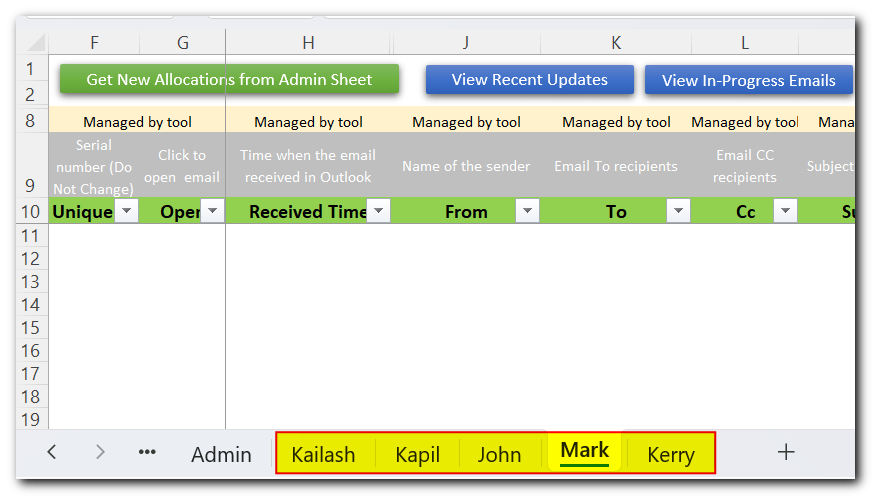 F G H J K L
1 Get New Allocations from Admin Sheet View Recent Updates View In-Progress Emails
2
8 Managed by tool Managed by tool Managed by tool Managed by tool Managed by tool Mana
9 Serial number (Do Not Change) Click to open email Time when the email received in Outlook Name of the sender Email To recipients Email CC recipients Subject
10 Unique Open Received Time From To Cc Su
11
12
13
14
15
16
17
18
19
Admin Kailash Kapil John Mark Kerry